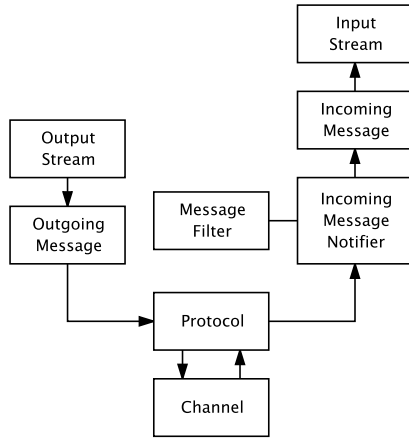 Input
Stream
Incoming
Message
Output
Stream
Outgoing
Message
Message
Filter
Incoming
Message
Notifier
Protocol
Channel